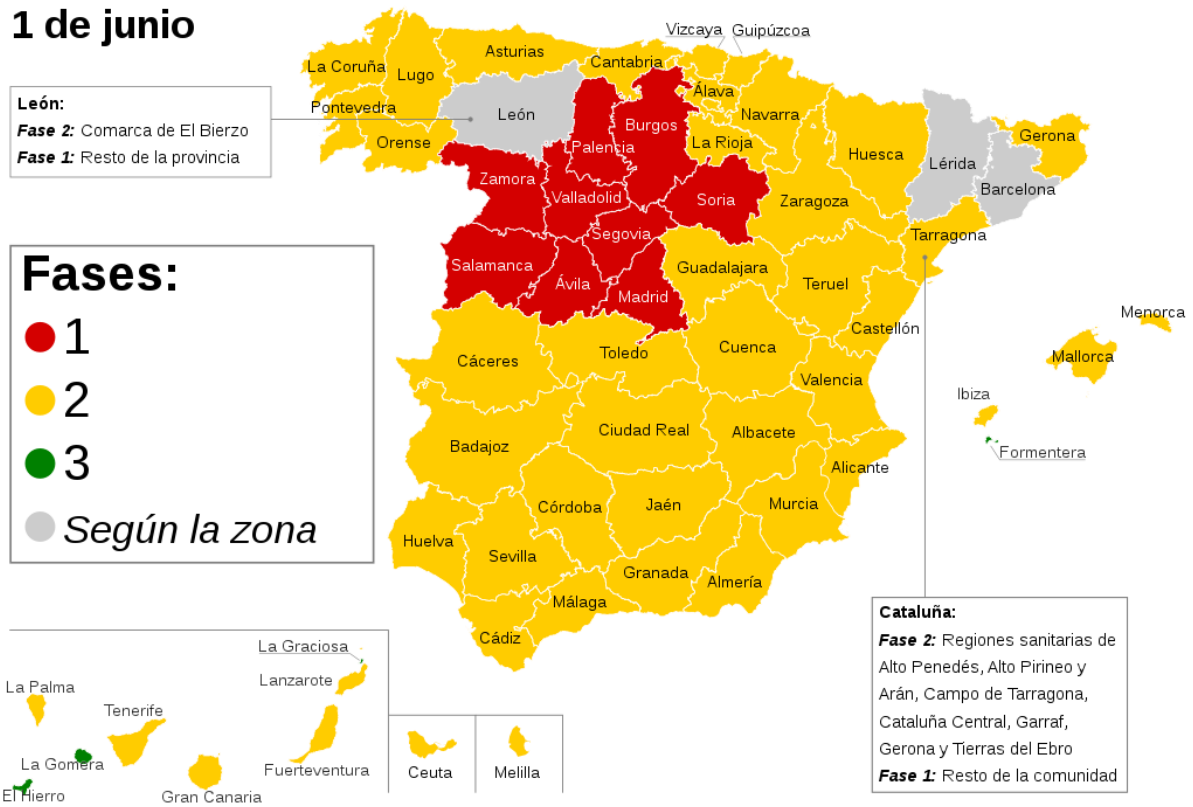 1 de junio
León:
Fase 2: Comarca de El Bierzo
Fase 1: Resto de la provincia
Fases:
1
2
3
Según la zona
Vizcaya
Guipúzcoa
Asturias
Cantabria
La Coruña
Lugo
Álava
Pontevedra
León
Burgos
Navarra
Orense
Palencia
La Rioja
Gerona
Huesca
Lérida
Zamora
Barcelona
Valladolid
Soria
Zaragoza
Segovia
Tarragona
Salamanca
Guadalajara
Ávila
Teruel
Madrid
Menorca
Castellón
Cuenca
Toledo
Mallorca
Cáceres
Valencia
Ibiza
Ciudad Real
Albacete
Badajoz
Formentera
Alicante
Córdoba
Jaén
Murcia
Huelva
Sevilla
Granada
Almería
Málaga
Cádiz
Cataluña:
Fase 2: Regiones sanitarias de
Alto Penedés, Alto Pirineo y
Arán, Campo de Tarragona,
Cataluña Central, Garraf,
Gerona y Tierras del Ebro
Fase 1: Resto de la comunidad
La Graciosa
Lanzarote
La Palma
Tenerife
La Gomera
Fuerteventura
El Hierro
Gran Canaria
Ceuta
Melilla